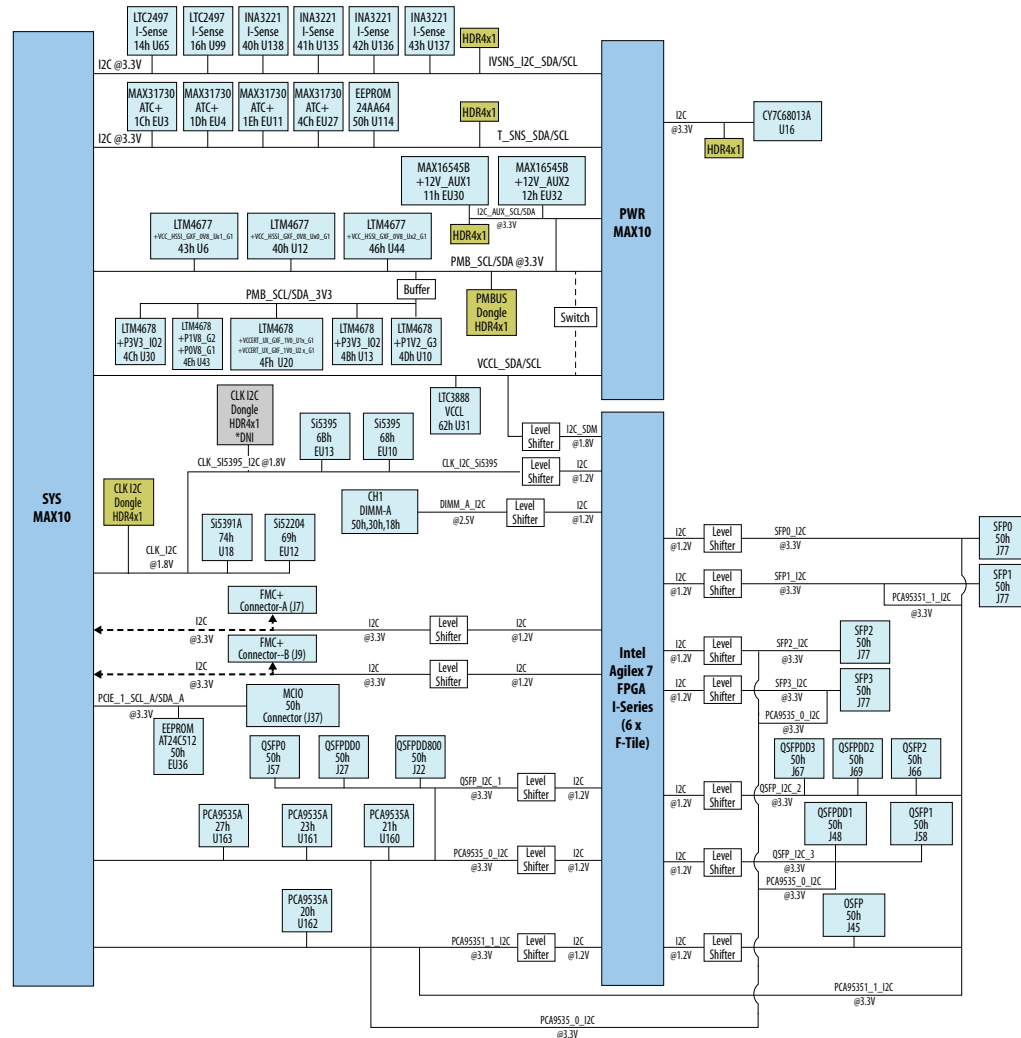 LTC2497
I-Sense
14h U65
LTC2497
I-Sense
16h U99
INA3221
I-Sense
40h U138
INA3221
I-Sense
41h U135
INA3221
I-Sense
42h U136
INA3221
I-Sense
43h U137
HDR4x1
I2C @3.3V
IVSNS_I2C_SDA/SCL
MAX31730
ATC+
1Ch EU3
MAX31730
ATC+
1Dh EU4
MAX31730
ATC+
1Eh EU11
MAX31730
ATC+
4Ch EU27
EEPROM
24AA64
50h U114
HDR4x1
I2C @3.3V
T_SNS_SDA/SCL
I2C
@3.3V
HDR4x1
CY7C68013A
U16
MAX16545B
+12V_AUX1
11h EU30
MAX16545B
+12V_AUX2
12h EU32
I2C_AUX_SCL/SDA
@3.3V
HDR4x1
PWR
MAX10
LTM4677
+VCC_HSSI_GXF_0V8_Ux1_G1
43h U6
LTM4677
+VCC_HSSI_GXF_0V8_Ux0_G1
40h U12
LTM4677
+VCC_HSSI_GXF_0V8_Ux2_G1
46h U44
PMB_SCL/SDA @3.3V
Buffer
PMB_SCL/SDA_3V3
PMBUS
Dongle
HDR4x1
Switch
LTM4678
+P3V3_IO2
4Ch U30
LTM4678
+P1V8_G2
+P0V8_G1
4Eh U43
LTM4678
+VCCERT_UX_GXF_1V0_U1x_G1
+VCCERT_UX_GXF_1V0_U2x_G1
4Fh U20
LTM4678
+P3V3_IO2
4Bh U13
LTM4678
+P1V2_G3
4Dh U10
VCCL_SDA/SCL
LTC3888
VCCL
62h U31
CLK I2C
Dongle
HDR4x1
*DNI
Si5395
6Bh
EU13
Si5395
68h
EU10
Level
Shifter
I2C_SDM
@1.8V
CLK_SI5395_I2C @1.8V
CLK_I2C_Si5395
Level
Shifter
I2C
@1.2V
SYS
MAX10
CLK I2C
Dongle
HDR4x1
CH1
DIMM-A
50h,30h,18h
DIMM_A_I2C
@2.5V
Level
Shifter
I2C
@1.2V
Si5391A
74h
U18
Si52204
69h
EU12
CLK_I2C
@1.8V
I2C
@1.2V
Level
Shifter
SFP0_I2C
@3.3V
SFP0
50h
J77
I2C
@1.2V
Level
Shifter
SFP1_I2C
@3.3V
SFP1
50h
J77
PCA95351_1_I2C
@3.3V
FMC+
Connector-A (J7)
I2C
@3.3V
I2C
@3.3V
Level
Shifter
I2C
@1.2V
FMC+
Connector--B (J9)
I2C
@3.3V
I2C
@3.3V
Level
Shifter
I2C
@1.2V
Intel
Agilex 7
FPGA
I-Series
(6 x
F-Tile)
I2C
@1.2V
Level
Shifter
SFP2_I2C
@3.3V
SFP2
50h
J77
I2C
@1.2V
Level
Shifter
SFP3_I2C
@3.3V
SFP3
50h
J77
PCA9535_0_I2C
@3.3V
PCIE_1_SCL_A/SDA_A
@3.3V
MCIO
50h
Connector (J37)
EEPROM
AT24C512
50h
EU36
QSFP0
50h
J57
QSFPDD0
50h
J27
QSFPDD800
50h
J22
QSFP_I2C_1
@3.3V
Level
Shifter
I2C
@1.2V
QSFPDD3
50h
J67
QSFPDD2
50h
J69
QSFP2
50h
J66
I2C
@1.2V
Level
Shifter
QSFP_I2C_2
@3.3V
PCA9535A
27h
U163
PCA9535A
23h
U161
PCA9535A
21h
U160
PCA9535_0_I2C
@3.3V
Level
Shifter
I2C
@1.2V
QSFPDD1
50h
J48
QSFP1
50h
J58
I2C
@1.2V
Level
Shifter
QSFP_I2C_3
@3.3V
PCA9535_0_I2C
@3.3V
PCA9535A
20h
U162
OSFP
50h
J45
PCA95351_1_I2C
@3.3V
Level
Shifter
I2C
@1.2V
I2C
@1.2V
Level
Shifter
PCA95351_1_I2C
@3.3V
PCA9535_0_I2C
@3.3V